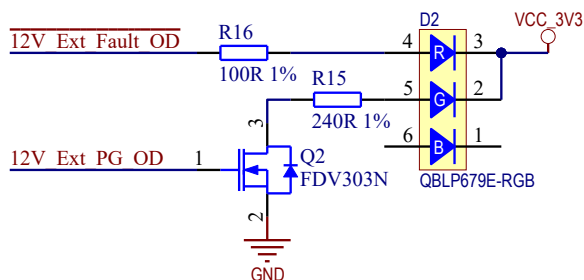 D2
VCC_3V3
12V_Ext_Fault_OD
R16
4
R
3
100R 1%
R15
5
G
2
240R 1%
3
6
B
1
12V_Ext_PG_OD
1
Q2
FDV303N
QBLP679E-RGB
2
GND